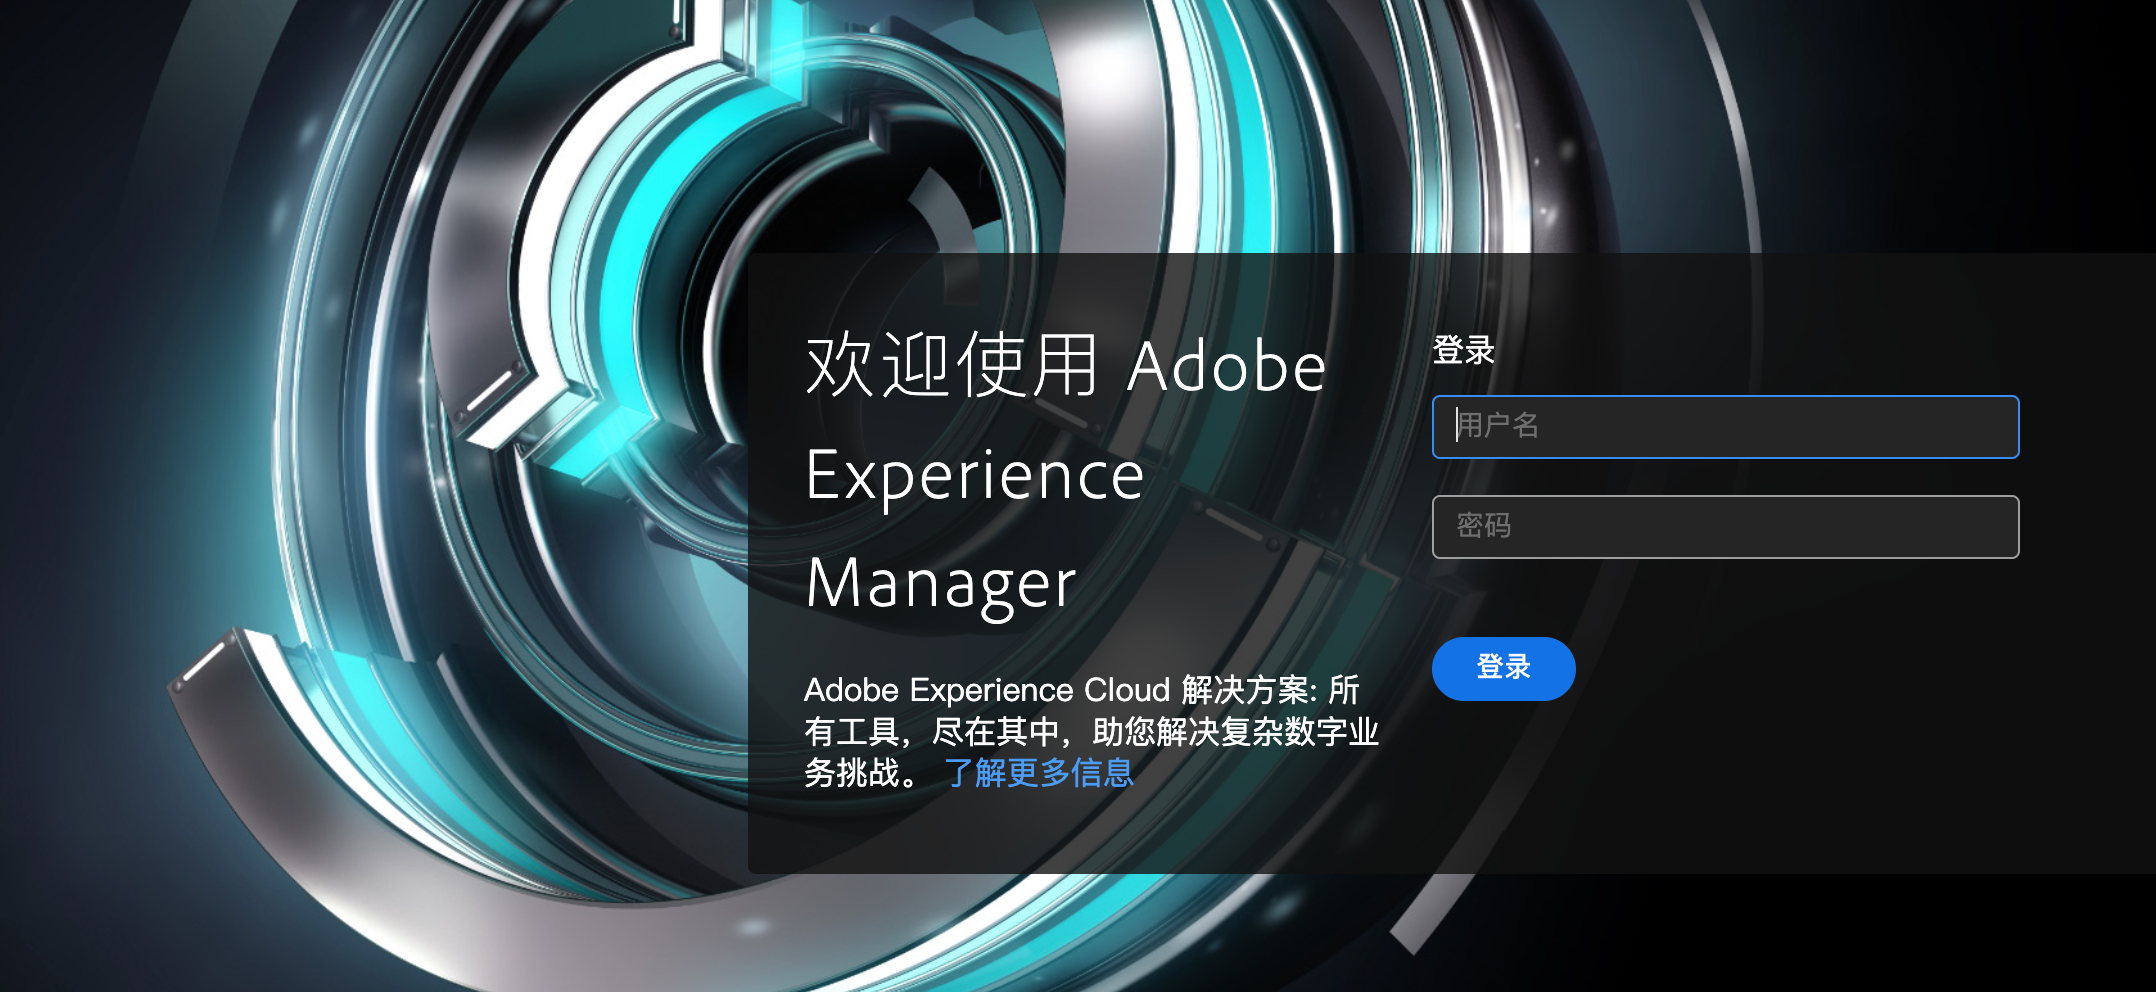 欢迎使用 Adobe
Experience
Manager
Adobe Experience Cloud 解决方案: 所
有工具，尽在其中，助您解决复杂数字业
务挑战。 了解更多信息
登录
用户名
密码
登录